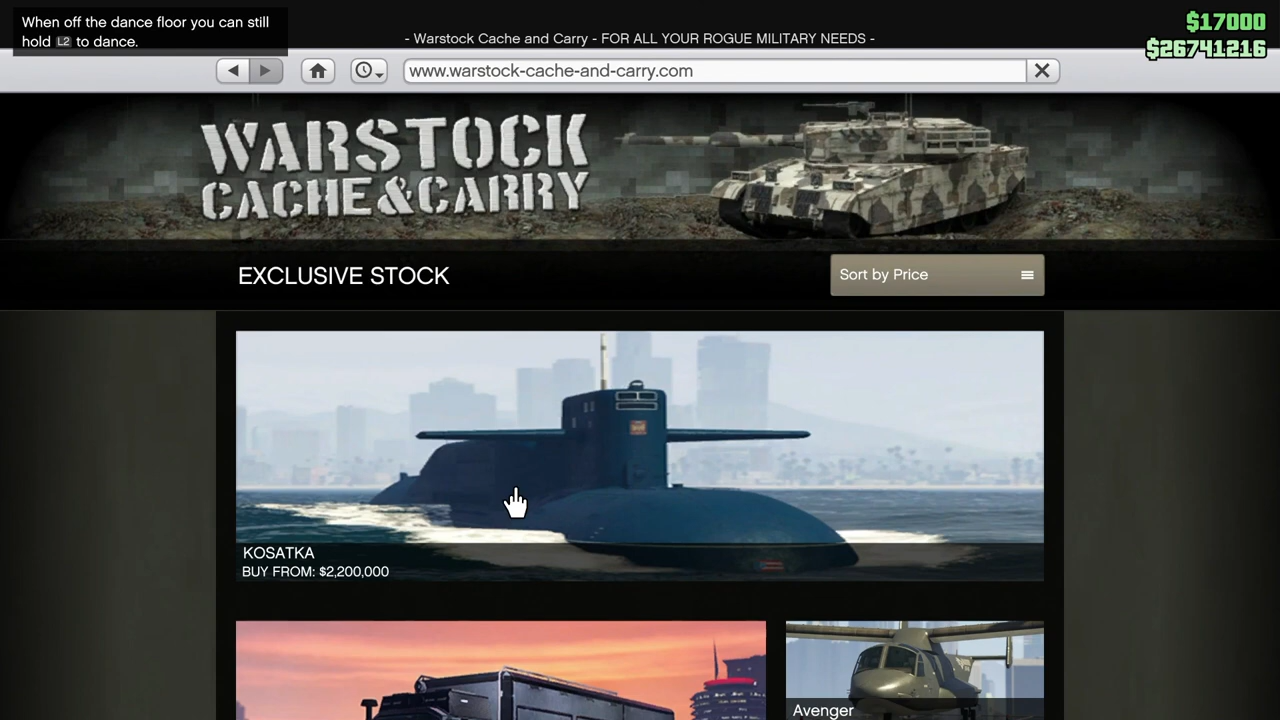 When off the dance floor you can still
hold L2 to dance.
$17000
$26741216
- Warstock Cache and Carry - FOR ALL YOUR ROGUE MILITARY NEEDS -
www.warstock-cache-and-carry.com
WARSTOCK
CACHE&CARRY
EXCLUSIVE STOCK
Sort by Price
KOSATKA
BUY FROM: $2,200,000
Avenger